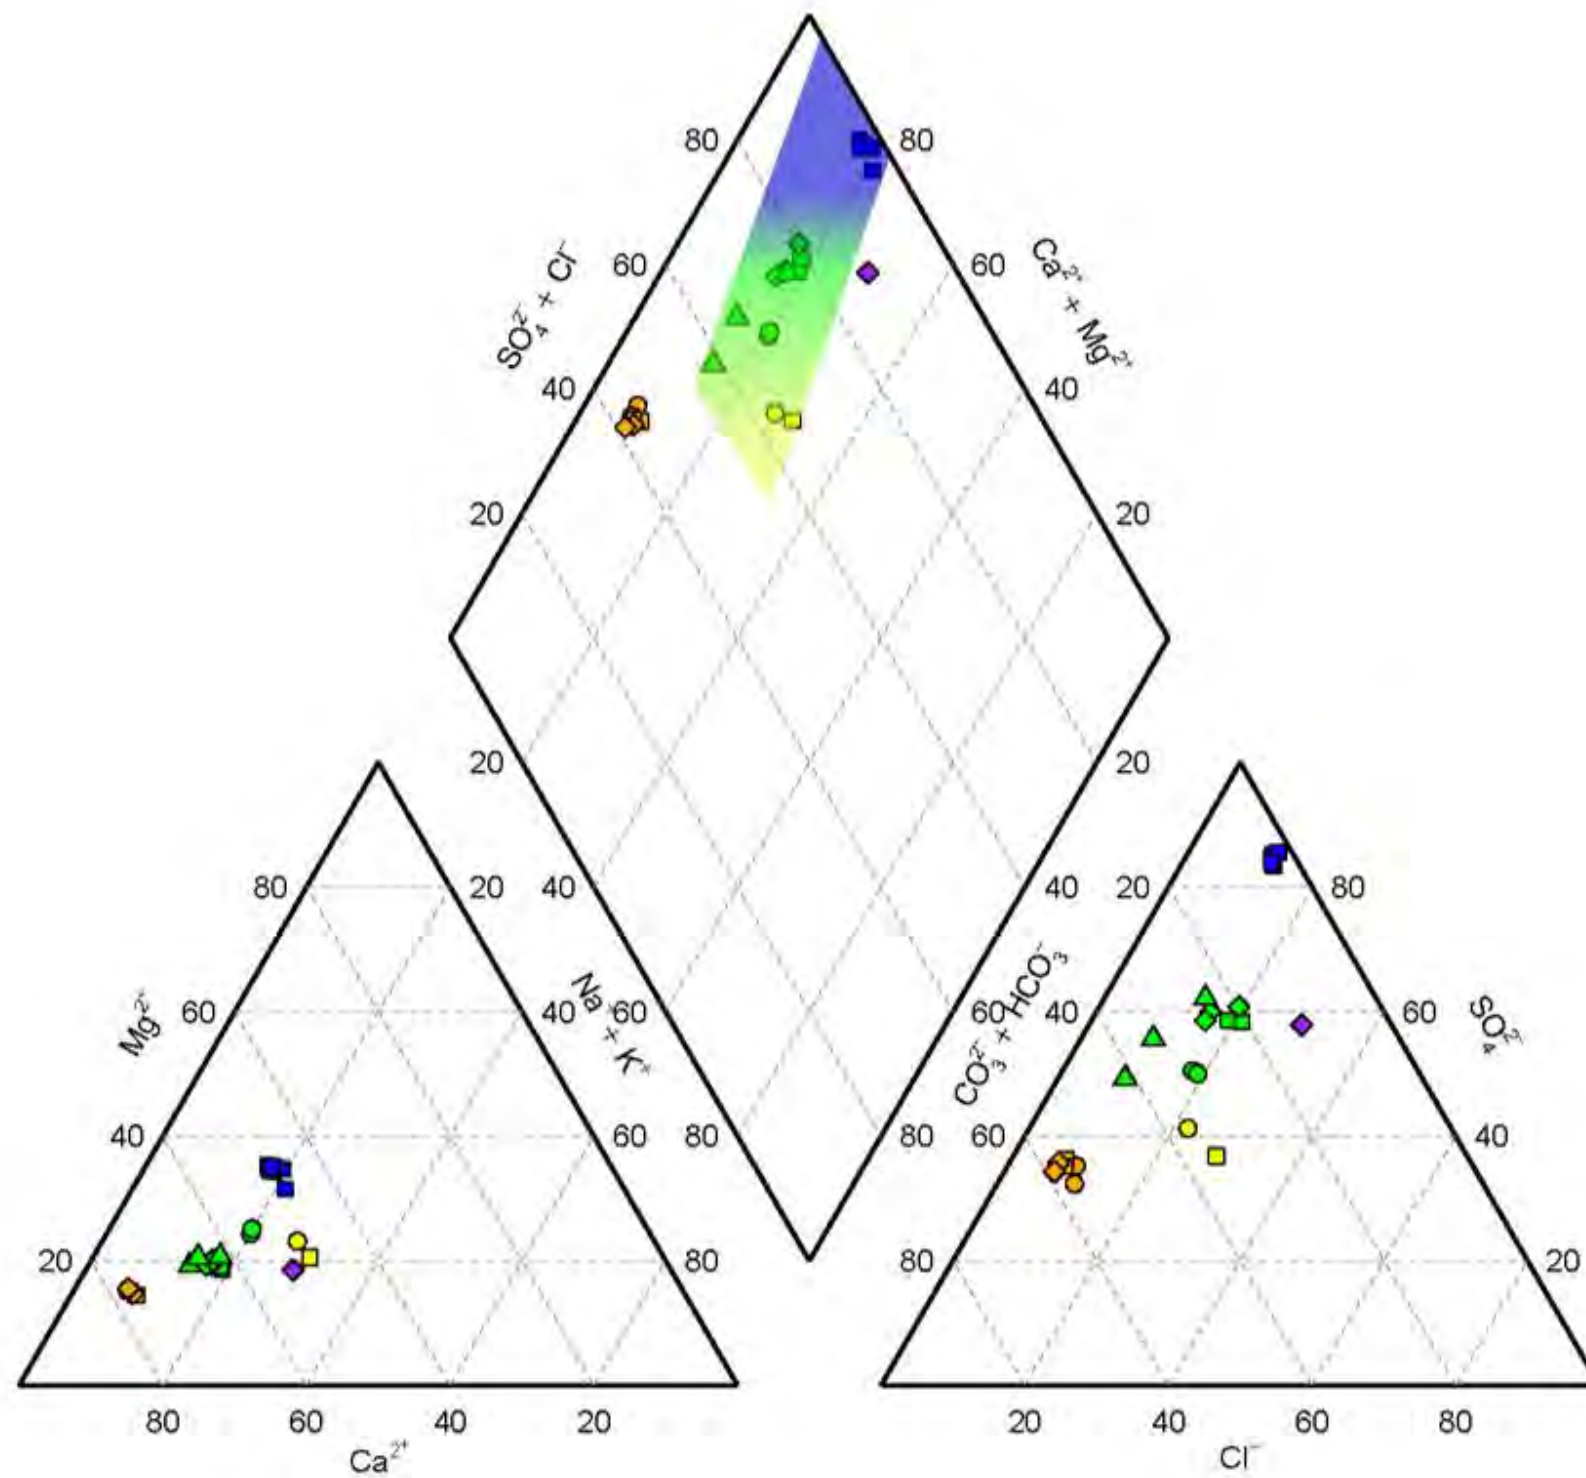 80 80
SO₄²⁻ + Cl⁻
60 60
Ca²⁺ + Mg²⁺
40 40
20 20
20 20
80 20 40 40 20 80
Mg²⁺
60 40 60 60 40 60
Na⁺ + K⁺
CO₃²⁻ + HCO₃⁻
SO₄²⁻
40 60 80 80 60 40
20 80 80 20
80 60 40 20 20 40 60 80
Ca²⁺ Cl⁻